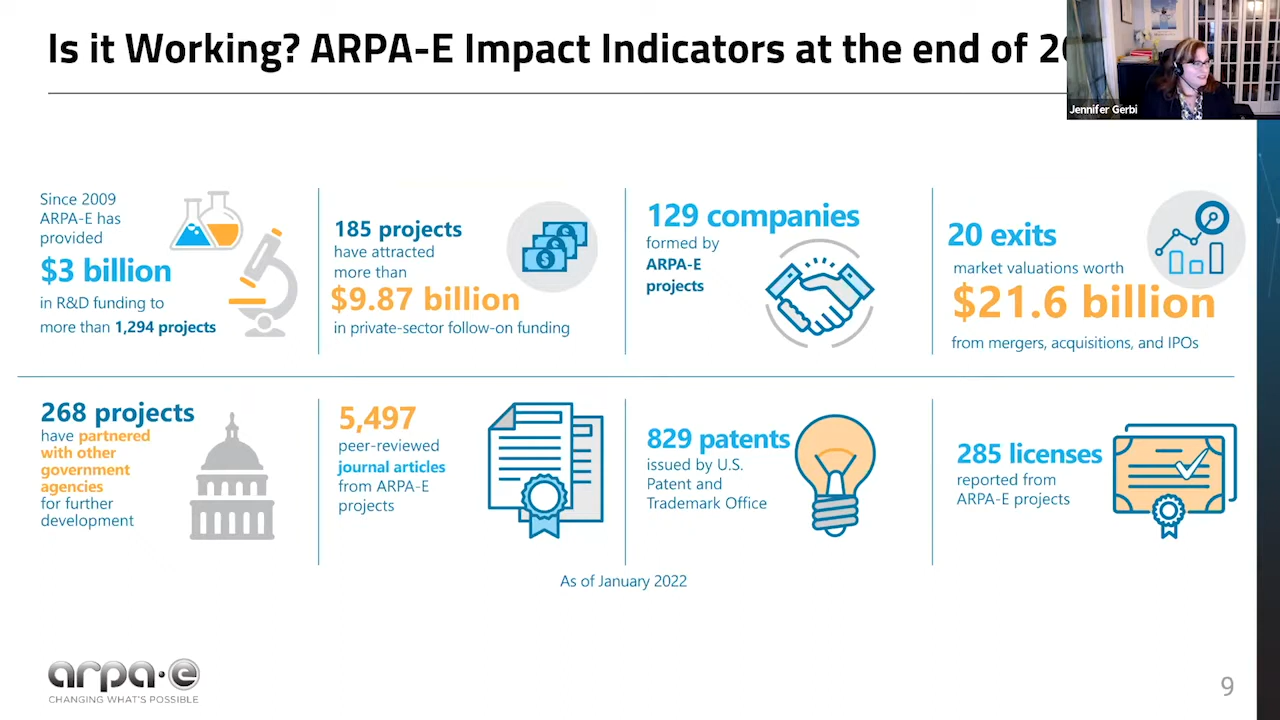 Is it Working? ARPA-E Impact Indicators at the end of
Jennifer Gerbi
Since 2009
ARPA-E has
provided
$3 billion
in R&D funding to
more than 1,294 projects
185 projects
have attracted
more than
$9.87 billion
in private-sector follow-on funding
129 companies
formed by
ARPA-E
projects
20 exits
market valuations worth
$21.6 billion
from mergers, acquisitions, and IPOs
268 projects
have partnered
with other
government
agencies
for further
development
5,497
peer-reviewed
journal articles
from ARPA-E
projects
829 patents
issued by U.S.
Patent and
Trademark Office
285 licenses
reported from
ARPA-E projects
As of January 2022
arpa·e
CHANGING WHAT'S POSSIBLE
9